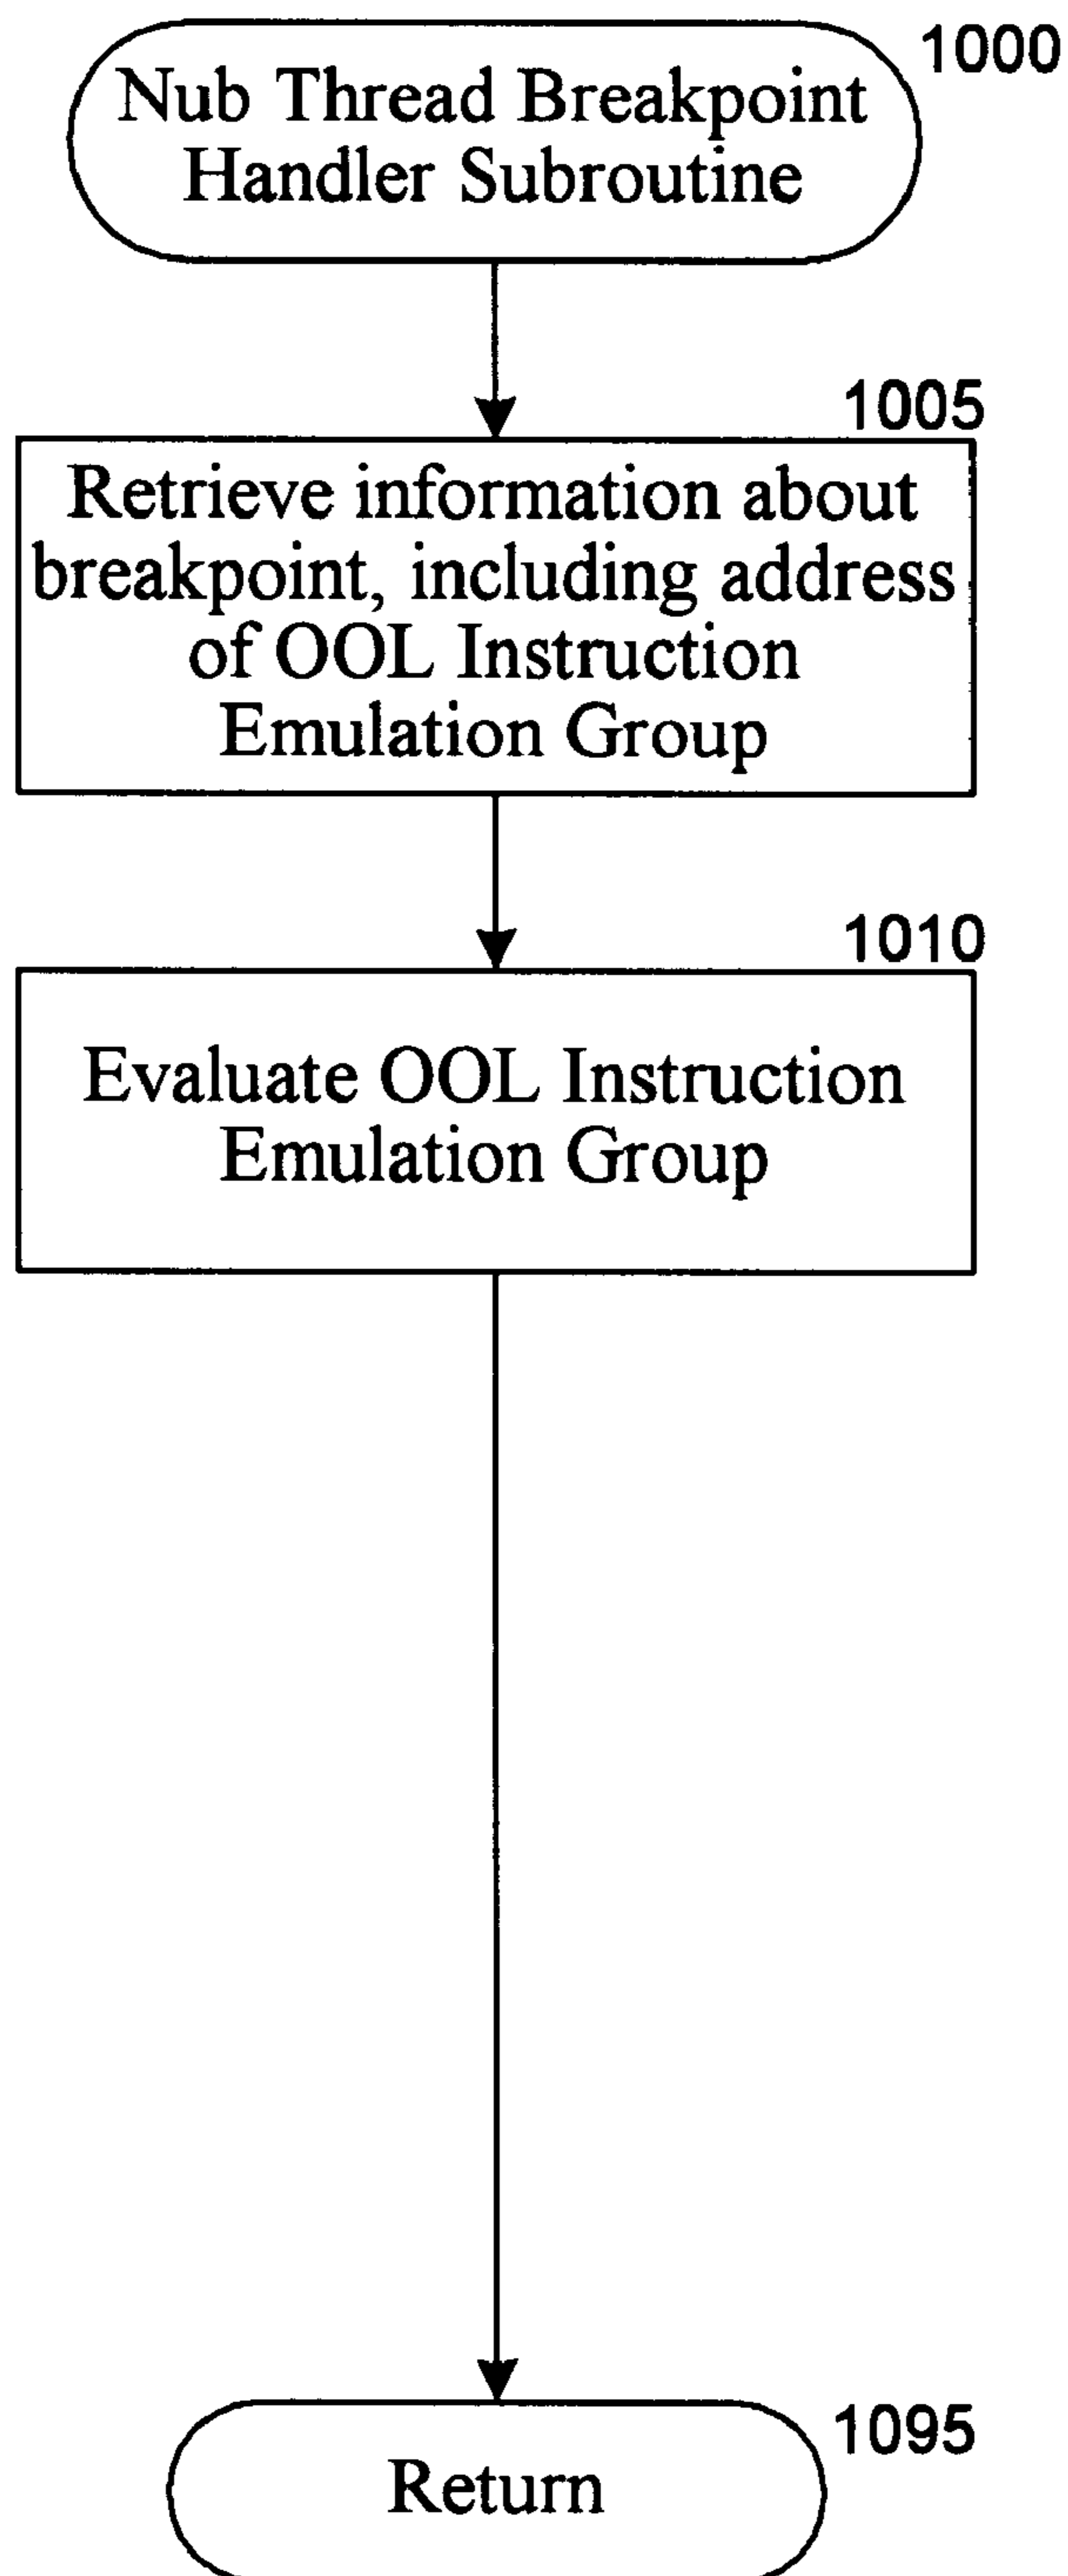 1000
Nub Thread Breakpoint
Handler Subroutine
1005
Retrieve information about
breakpoint, including address
of OOL Instruction
Emulation Group
1010
Evaluate OOL Instruction
Emulation Group
1095
Return